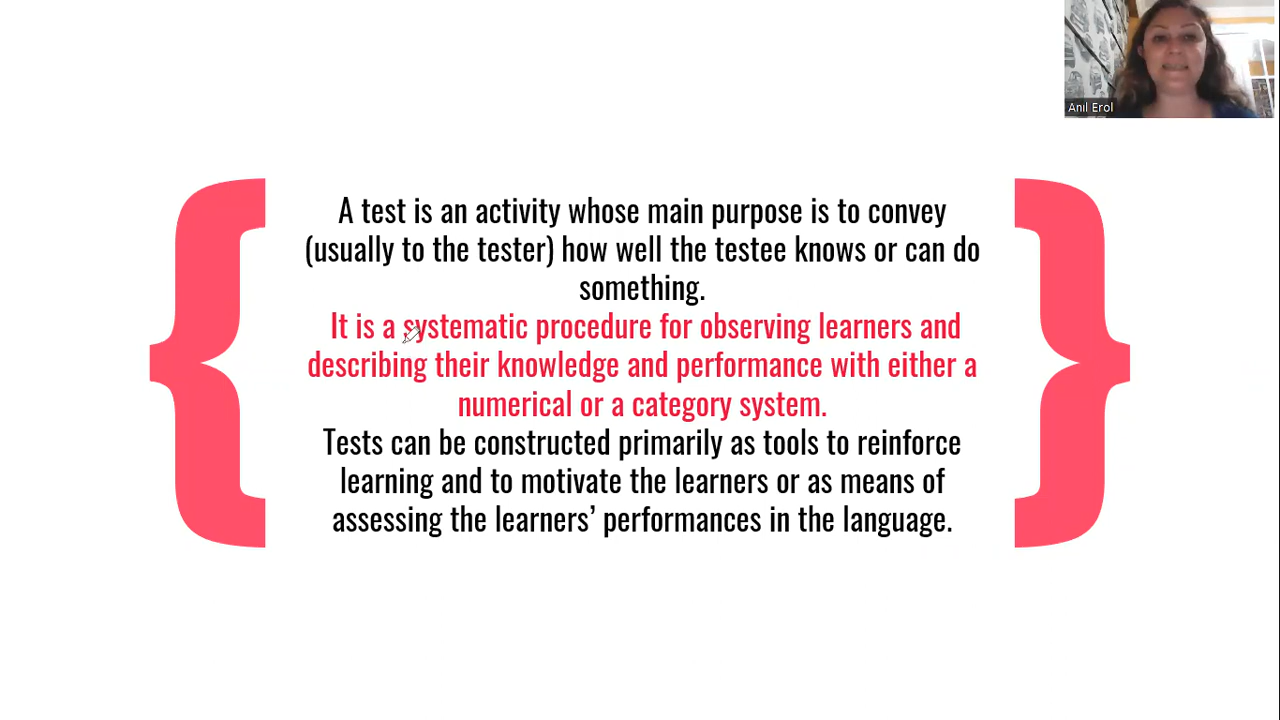 Anıl Erol
A test is an activity whose main purpose is to convey
(usually to the tester) how well the testee knows or can do
something.
It is a systematic procedure for observing learners and
describing their knowledge and performance with either a
numerical or a category system.
Tests can be constructed primarily as tools to reinforce
learning and to motivate the learners or as means of
assessing the learners’ performances in the language.